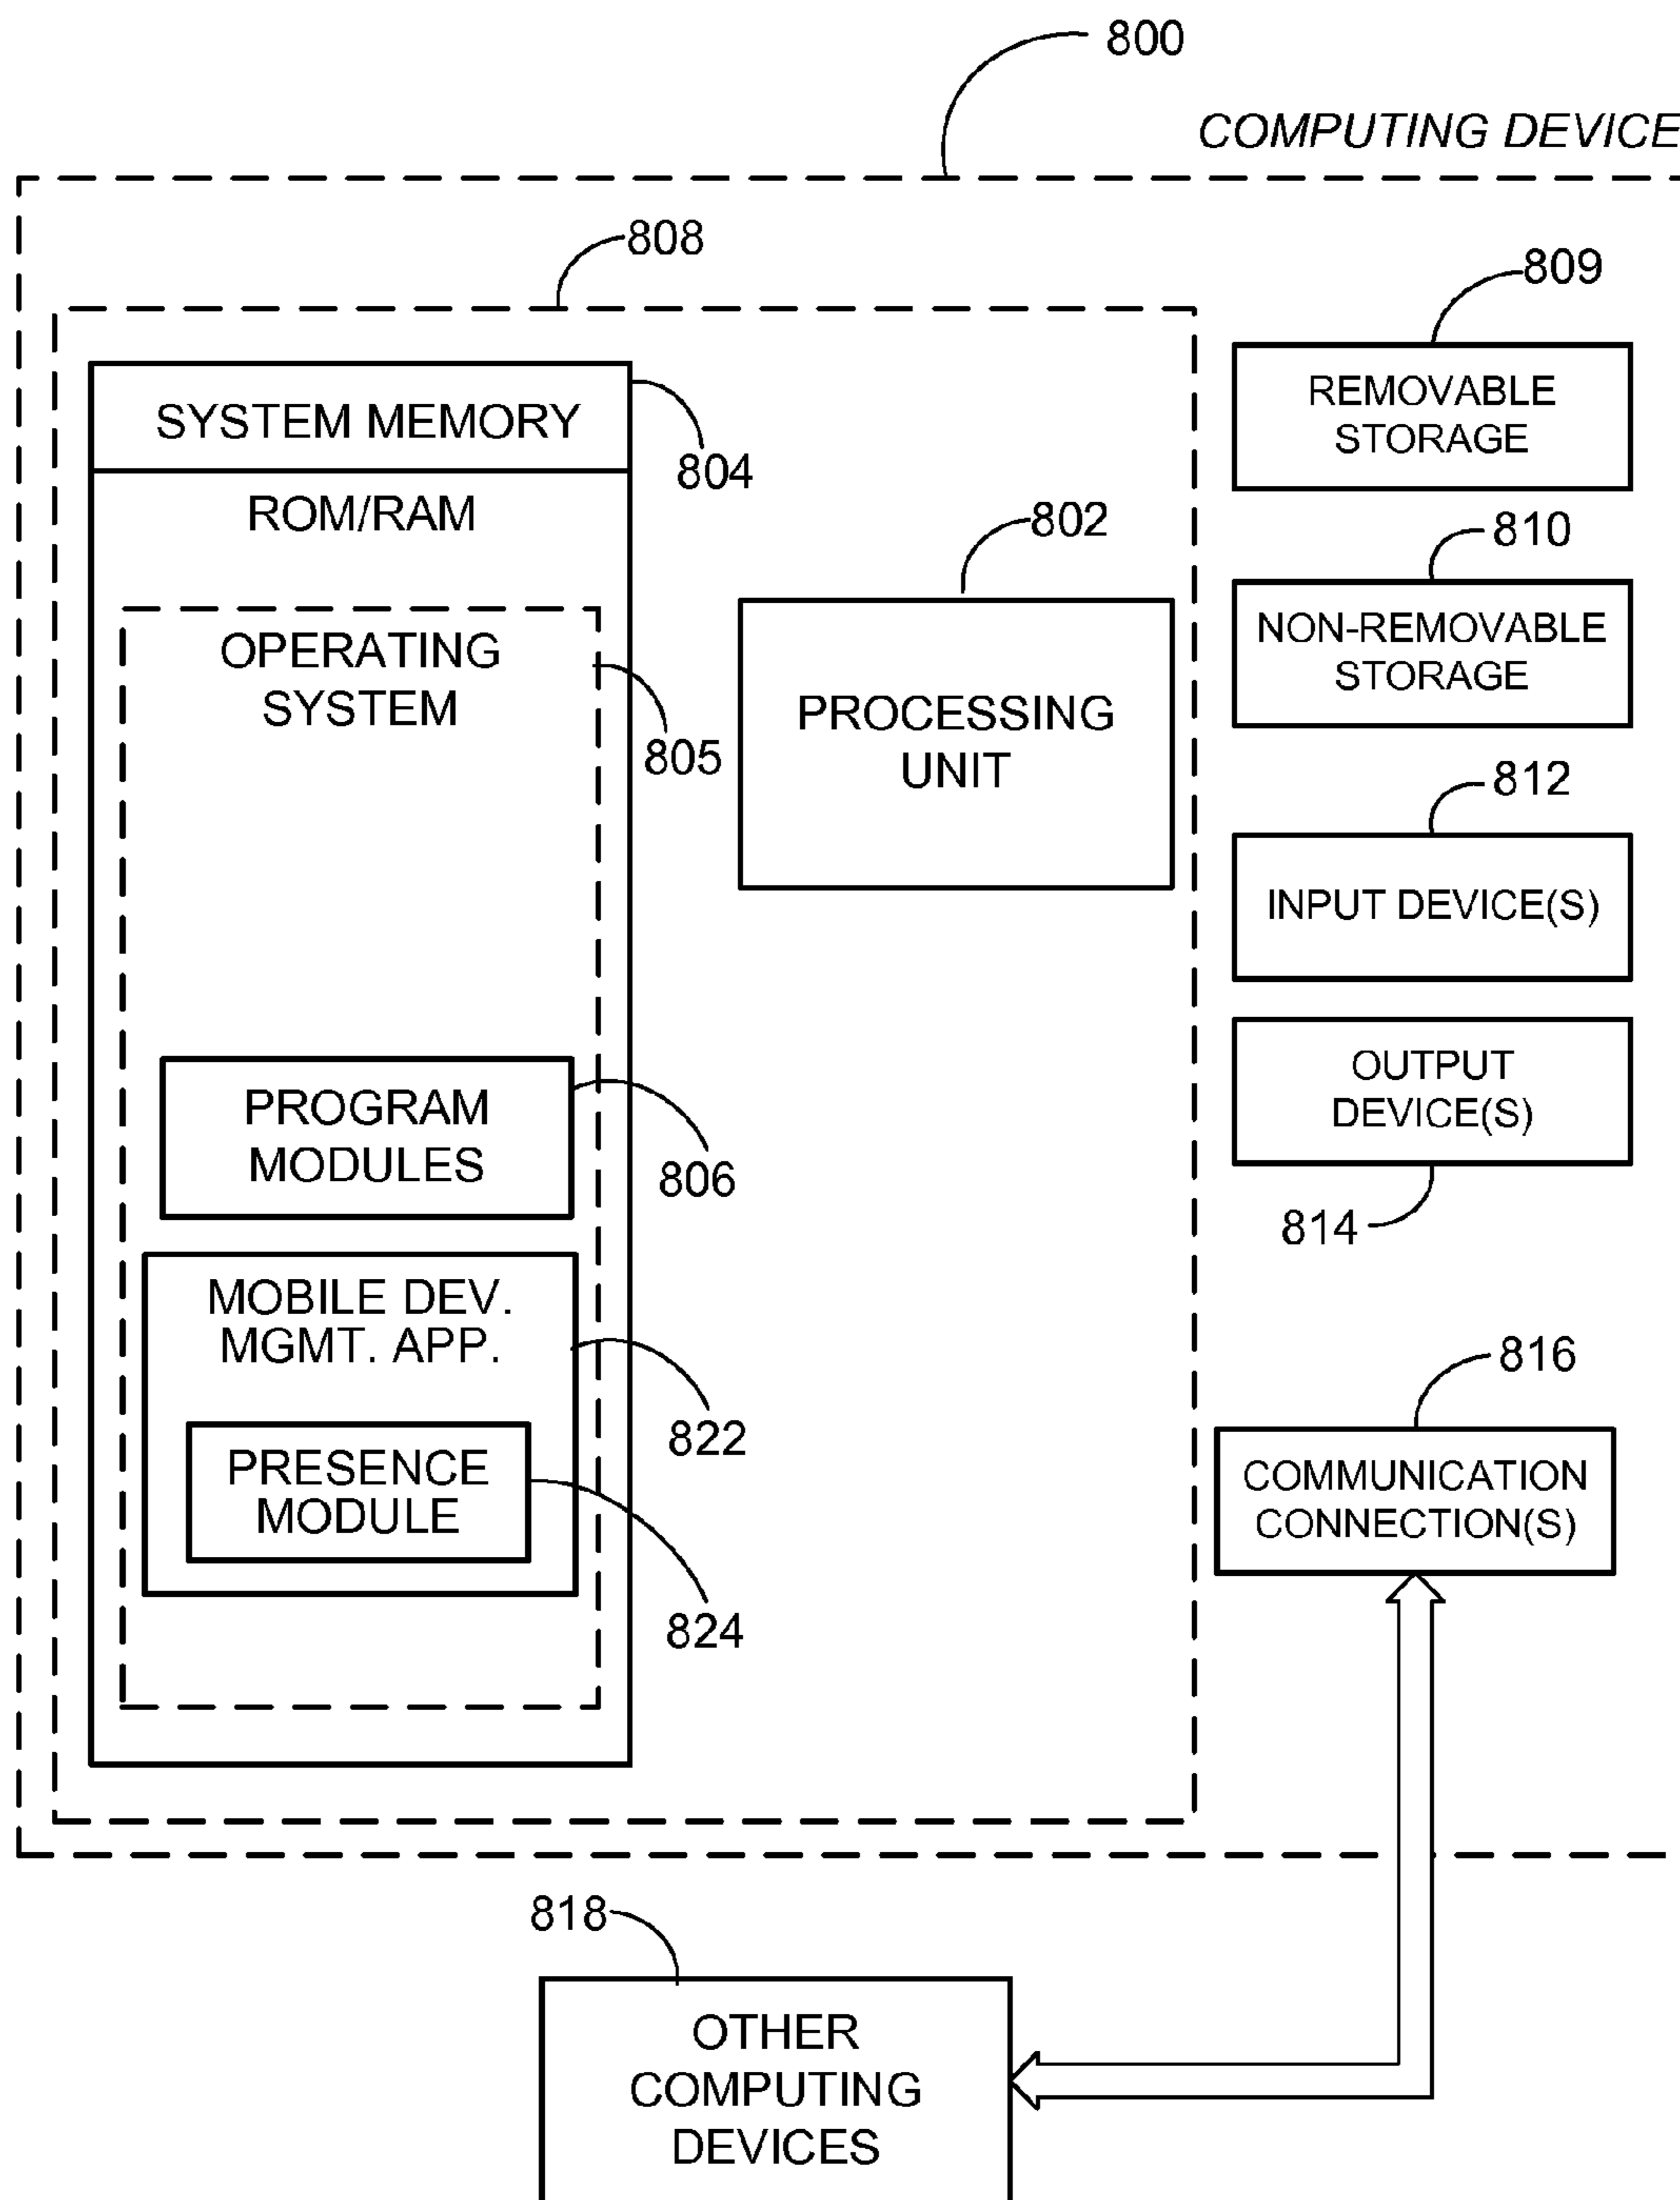 800
COMPUTING DEVICE
808
809
SYSTEM MEMORY
804
REMOVABLE
STORAGE
ROM/RAM
802
810
OPERATING
SYSTEM
805
PROCESSING
UNIT
NON-REMOVABLE
STORAGE
812
INPUT DEVICE(S)
OUTPUT
DEVICE(S)
814
PROGRAM
MODULES
806
MOBILE DEV.
MGMT. APP.
822
816
PRESENCE
MODULE
824
COMMUNICATION
CONNECTION(S)
818
OTHER
COMPUTING
DEVICES